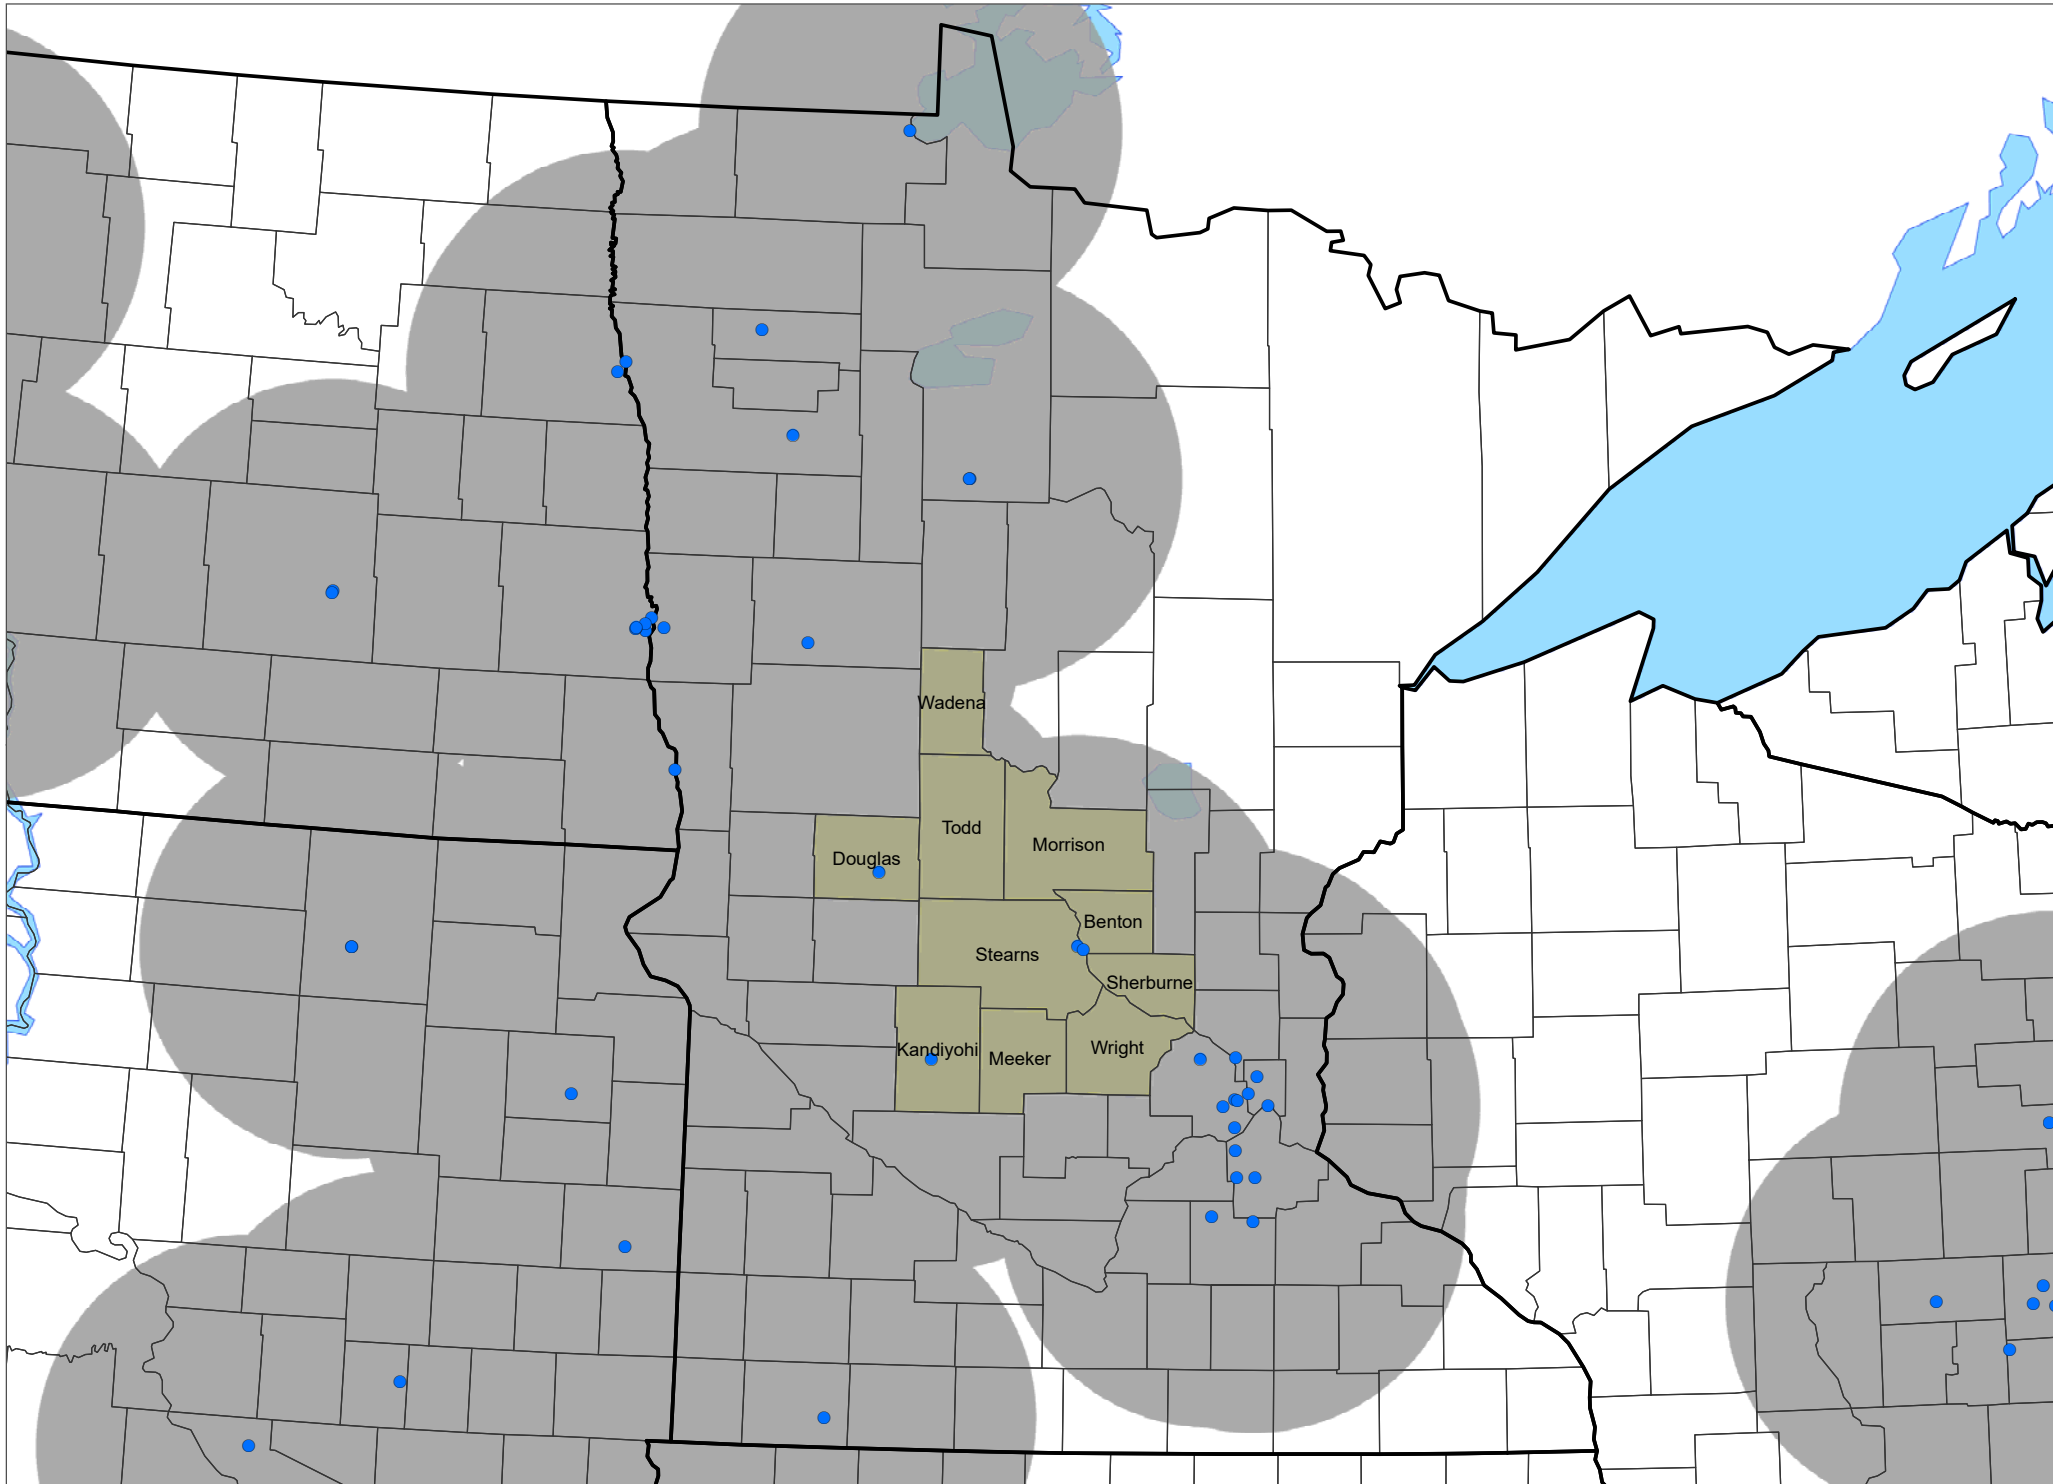 Wadena
Todd
Morrison
Douglas
Benton
Stearns
Sherburne
Kandiyohi
Meeker
Wright